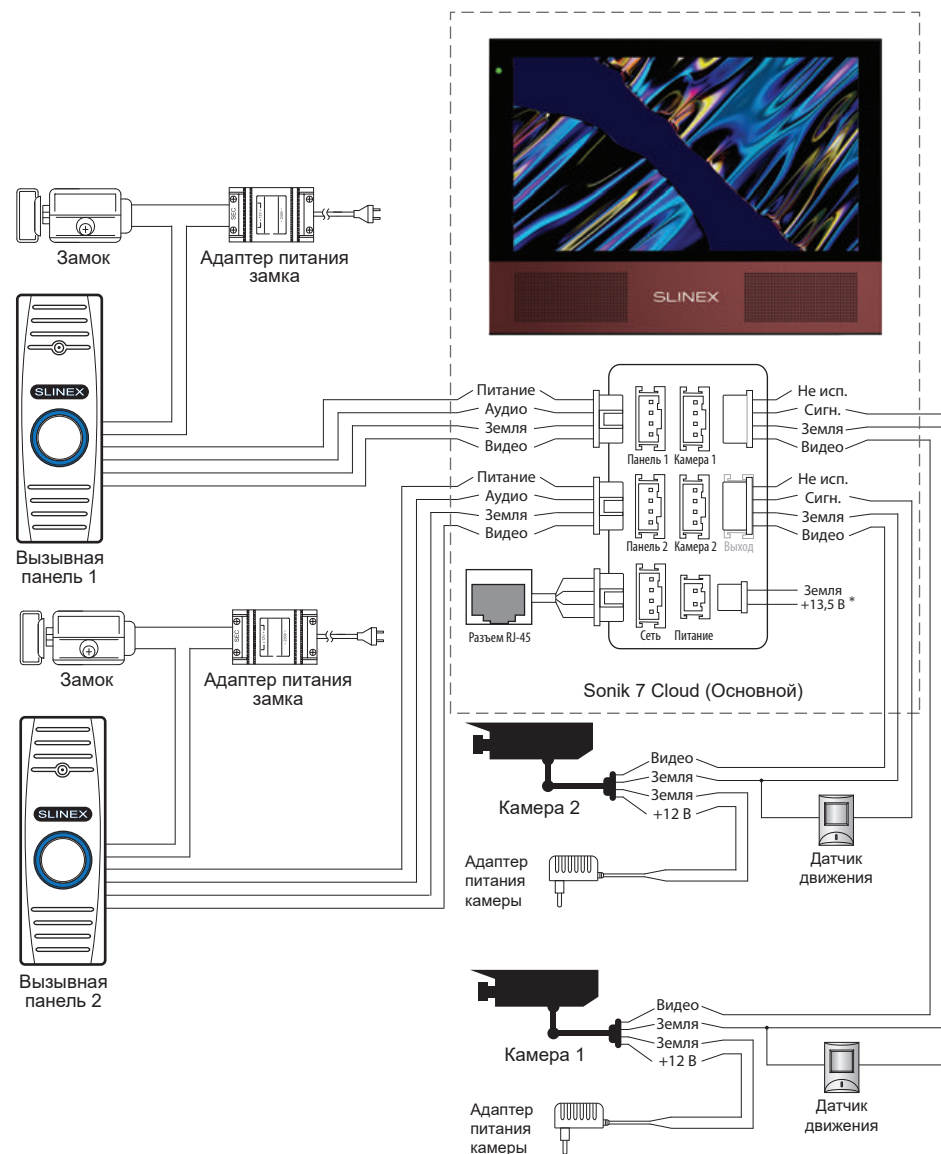 SLINEX
Замок
Адаптер питания
замка
SEC
SLINEX
Вызывная
панель 1
Питание
Аудио
Земля
Видео
Панель 1
Камера 1
Не исп.
Сигн.
Земля
Видео
Питание
Аудио
Земля
Видео
Панель 2
Камера 2
Выход
Не исп.
Сигн.
Земля
Видео
Разъем RJ-45
Сеть
Питание
Земля
+13,5 В *
Sonik 7 Cloud (Основной)
Замок
Адаптер питания
замка
SEC
SLINEX
Вызывная
панель 2
Камера 2
Видео
Земля
Земля
+12 В
Адаптер
питания
камеры
Датчик
движения
Камера 1
Видео
Земля
Земля
+12 В
Адаптер
питания
камеры
Датчик
движения